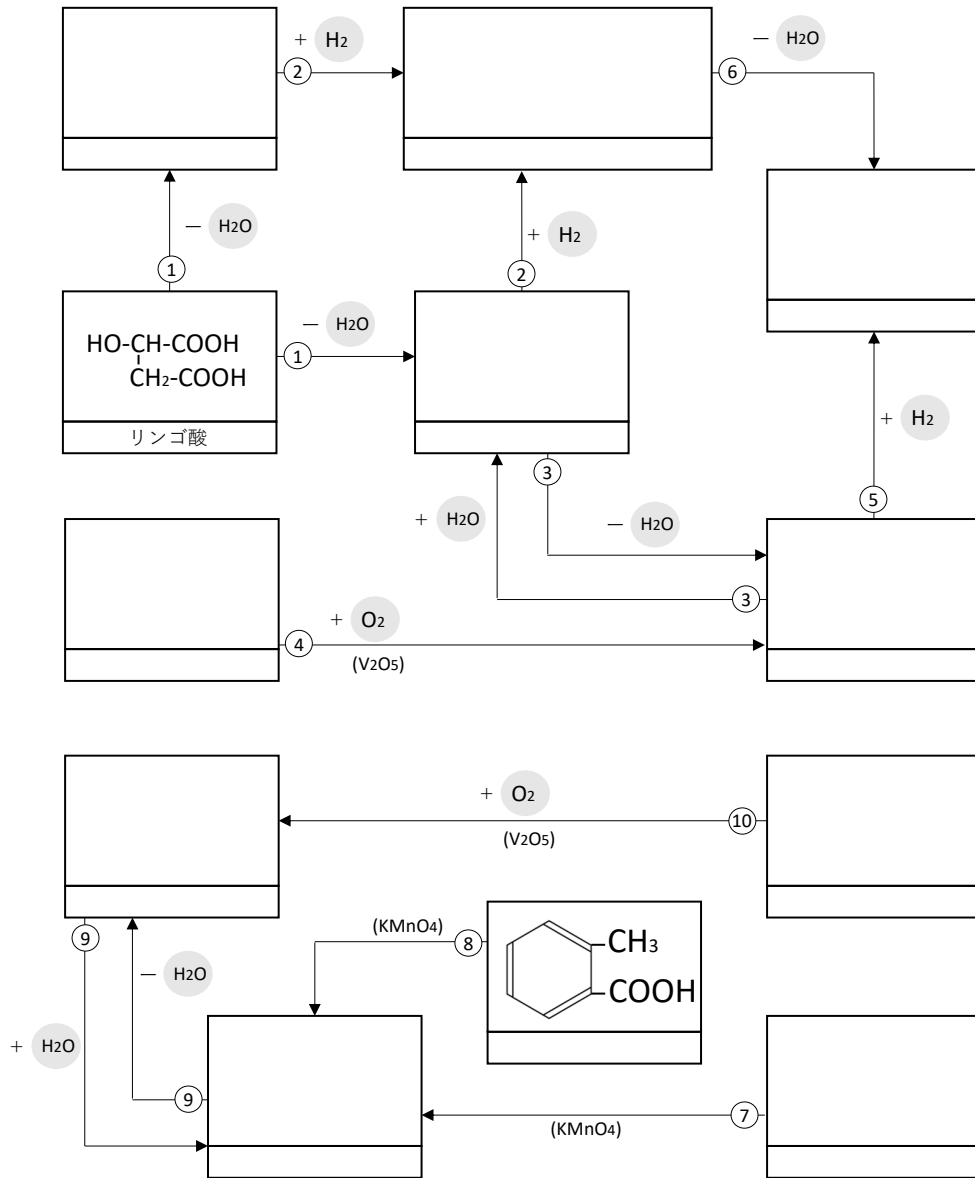 + H2
②
− H2O
⑥
− H2O
①
+ H2
②
HO-CH-COOH
CH2-COOH
リンゴ酸
− H2O
①
+ H2
⑤
③
+ H2O
− H2O
③
+ O2
④
(V2O5)
+ O2
⑩
(V2O5)
⑨
(KMnO4)
⑧
CH3
COOH
− H2O
+ H2O
⑨
⑦
(KMnO4)